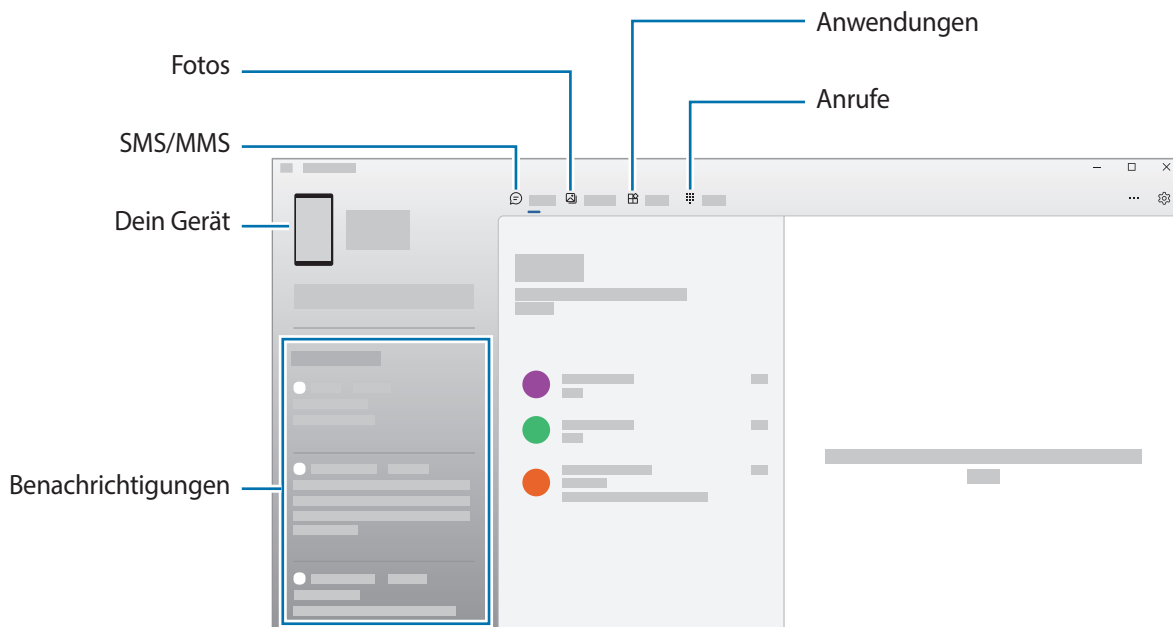 Anwendungen
Fotos
Anrufe
SMS/MMS
Dein Gerät
Benachrichtigungen